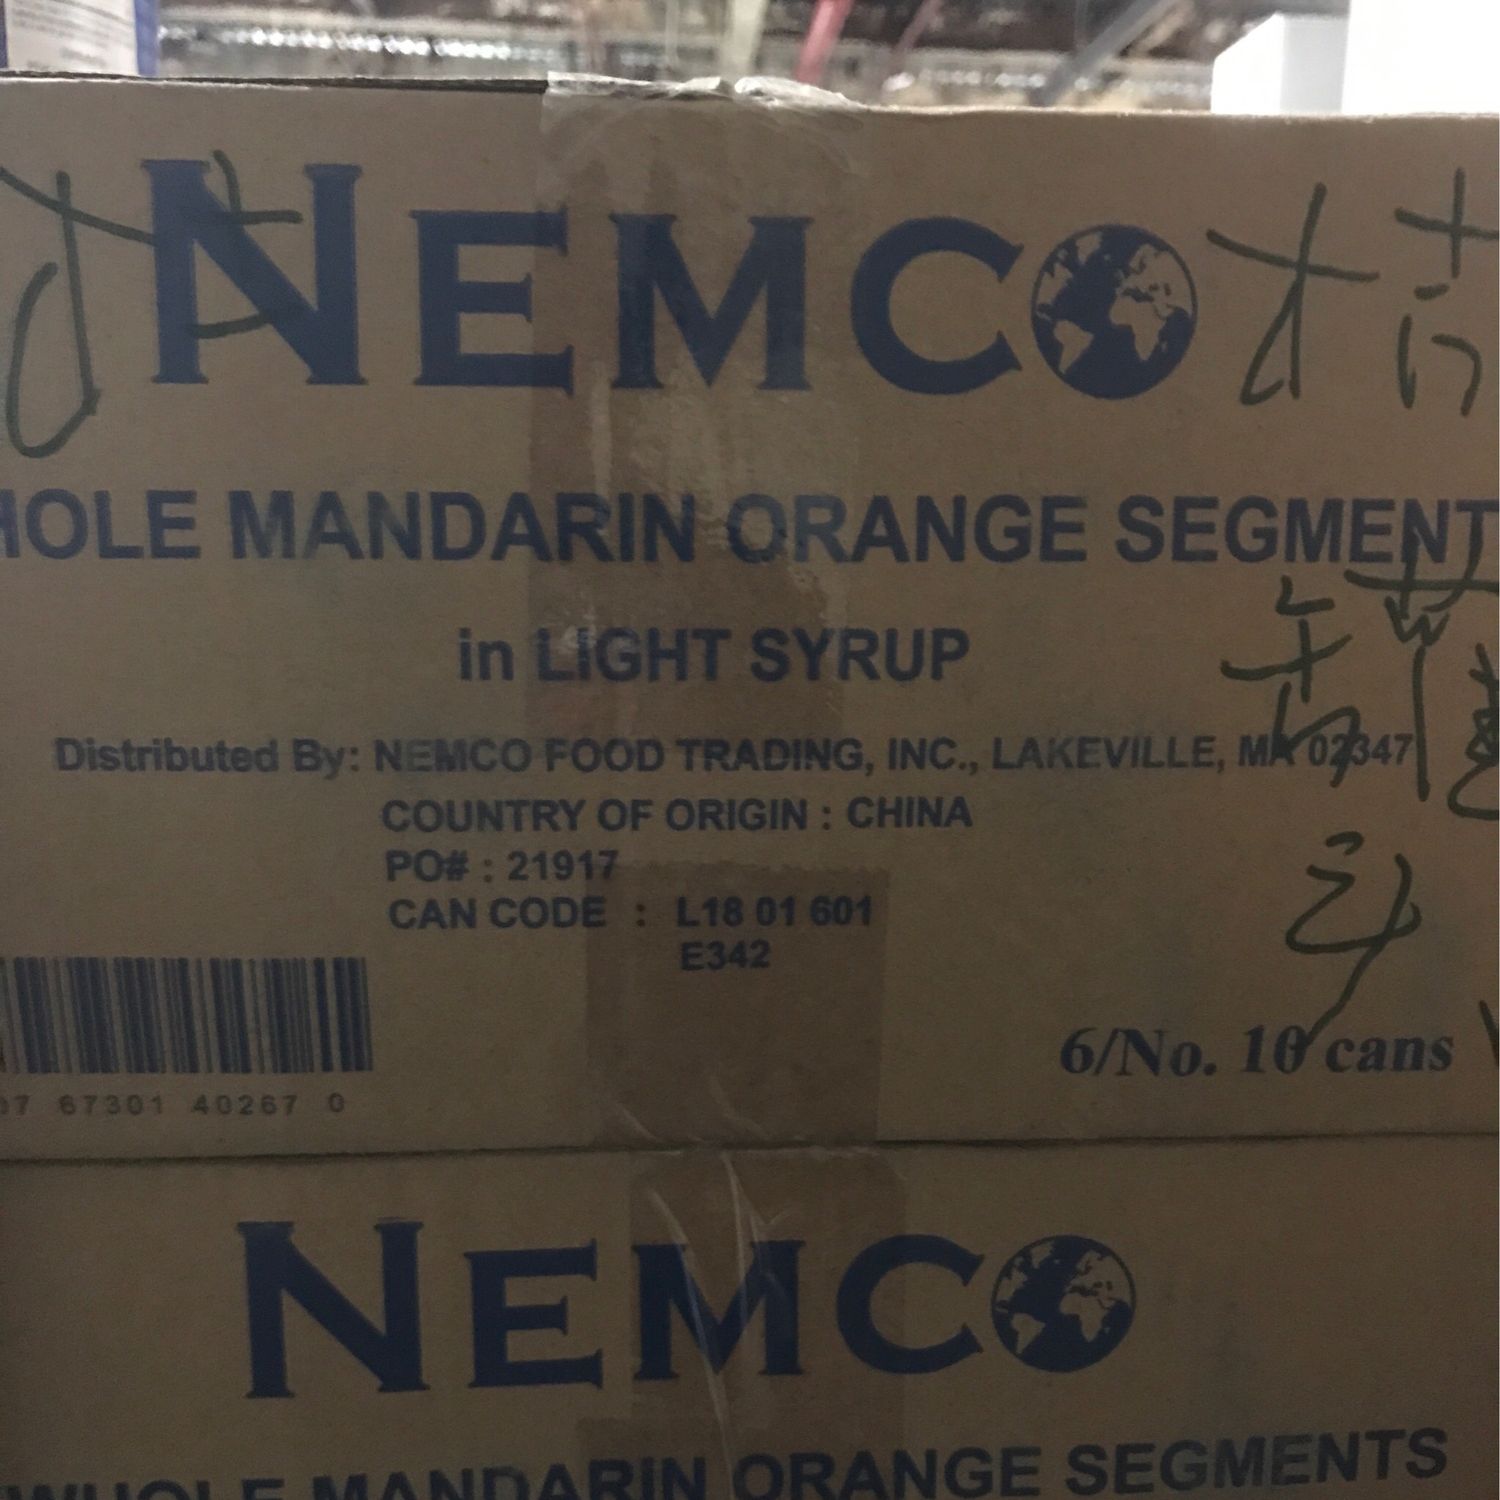 NEMCO
HOLE MANDARIN ORANGE SEGMENT
in LIGHT SYRUP
Distributed By: NEMCO FOOD TRADING, INC., LAKEVILLE, MA 02347
COUNTRY OF ORIGIN : CHINA
PO# : 21917
CAN CODE : L18 01 601
E342
6/No. 10 cans
07 67301 40267 0
NEMCO
WHOLE MANDARIN ORANGE SEGMENTS